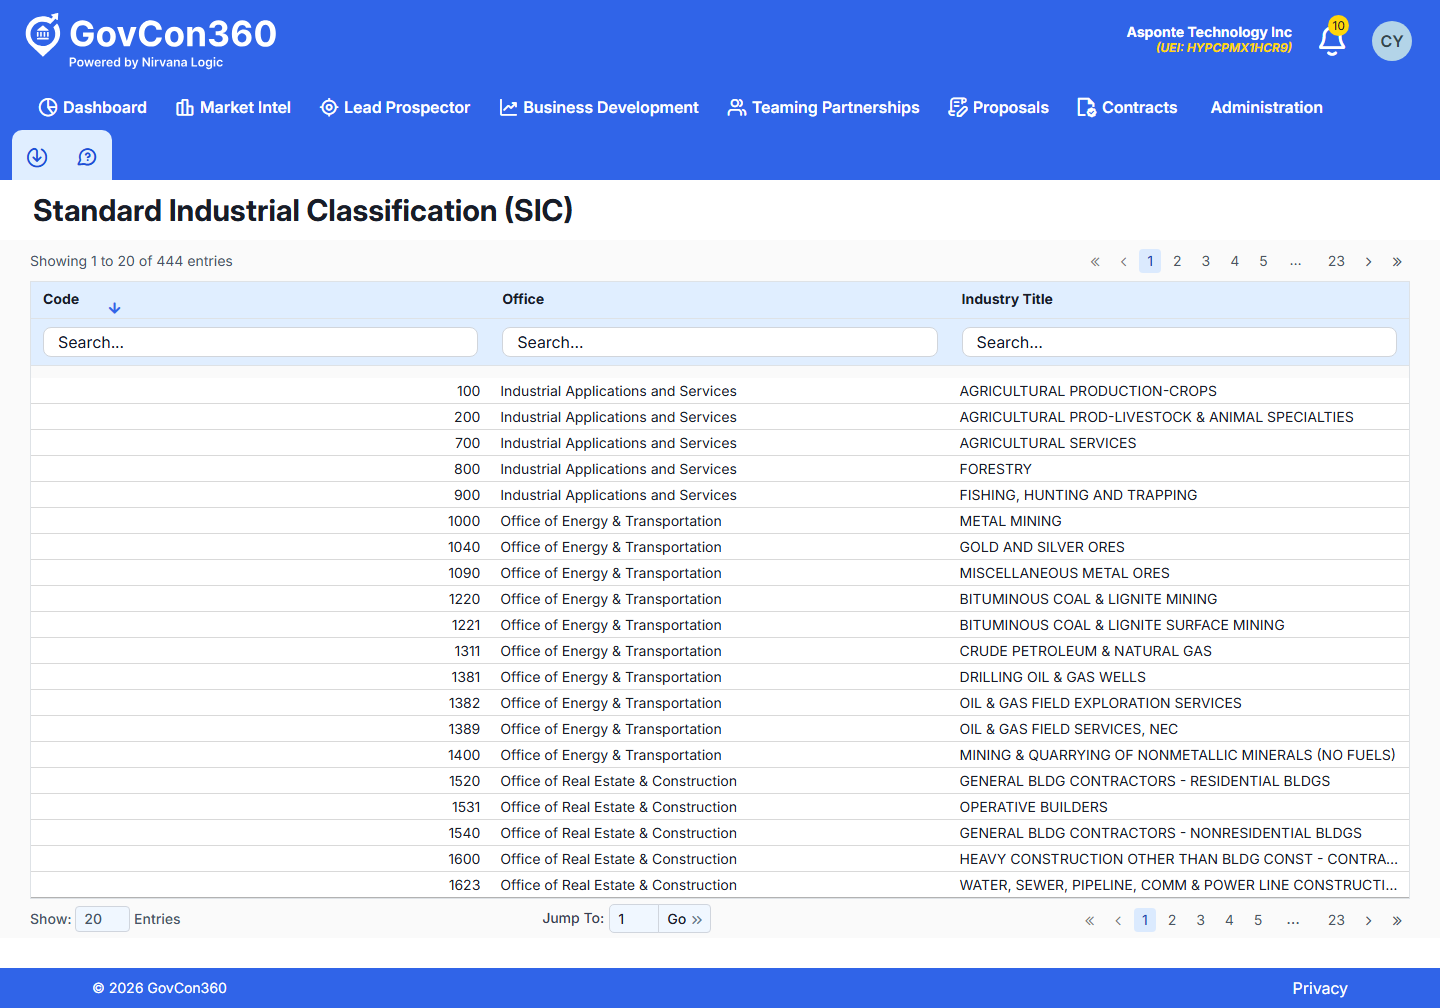 GovCon360
Powered by Nirvana Logic
Asponte Technology Inc
(UEI: HYPCPMX1HCR9)
10
CY
Dashboard Market Intel Lead Prospector Business Development Teaming Partnerships Proposals Contracts Administration
Standard Industrial Classification (SIC)
Showing 1 to 20 of 444 entries
« ‹ 1 2 3 4 5 ... 23 › »
Code Office Industry Title
Search... Search... Search...
100 Industrial Applications and Services AGRICULTURAL PRODUCTION-CROPS
200 Industrial Applications and Services AGRICULTURAL PROD-LIVESTOCK & ANIMAL SPECIALTIES
700 Industrial Applications and Services AGRICULTURAL SERVICES
800 Industrial Applications and Services FORESTRY
900 Industrial Applications and Services FISHING, HUNTING AND TRAPPING
1000 Office of Energy & Transportation METAL MINING
1040 Office of Energy & Transportation GOLD AND SILVER ORES
1090 Office of Energy & Transportation MISCELLANEOUS METAL ORES
1220 Office of Energy & Transportation BITUMINOUS COAL & LIGNITE MINING
1221 Office of Energy & Transportation BITUMINOUS COAL & LIGNITE SURFACE MINING
1311 Office of Energy & Transportation CRUDE PETROLEUM & NATURAL GAS
1381 Office of Energy & Transportation DRILLING OIL & GAS WELLS
1382 Office of Energy & Transportation OIL & GAS FIELD EXPLORATION SERVICES
1389 Office of Energy & Transportation OIL & GAS FIELD SERVICES, NEC
1400 Office of Energy & Transportation MINING & QUARRYING OF NONMETALLIC MINERALS (NO FUELS)
1520 Office of Real Estate & Construction GENERAL BLDG CONTRACTORS - RESIDENTIAL BLDGS
1531 Office of Real Estate & Construction OPERATIVE BUILDERS
1540 Office of Real Estate & Construction GENERAL BLDG CONTRACTORS - NONRESIDENTIAL BLDGS
1600 Office of Real Estate & Construction HEAVY CONSTRUCTION OTHER THAN BLDG CONST - CONTRA...
1623 Office of Real Estate & Construction WATER, SEWER, PIPELINE, COMM & POWER LINE CONSTRUCTI...
Show: 20 Entries Jump To: 1 Go » « ‹ 1 2 3 4 5 ... 23 › »
© 2026 GovCon360 Privacy